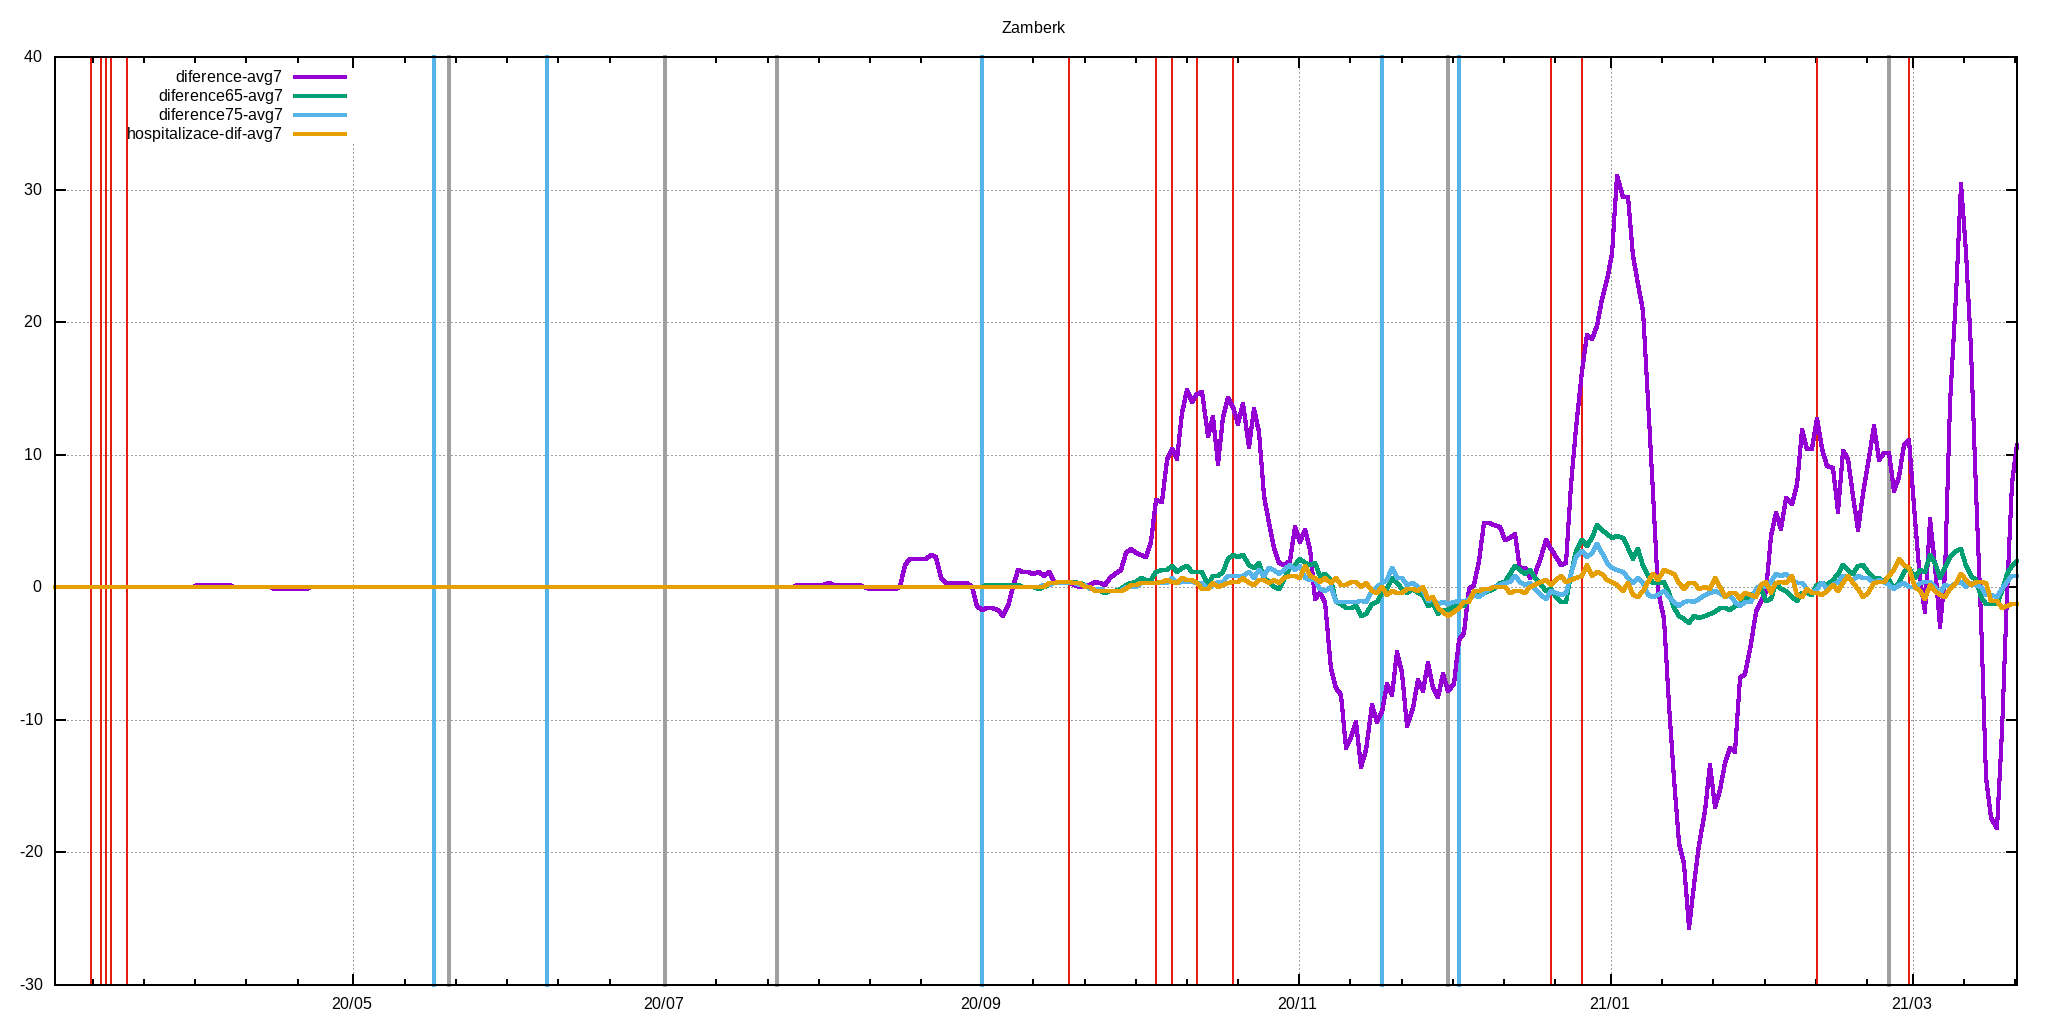 Zamberk
40
30
20
10
0
-10
-20
-30
diference-avg7
diference65-avg7
diference75-avg7
hospitalizace-dif-avg7
20/05 20/07 20/09 20/11 21/01 21/03